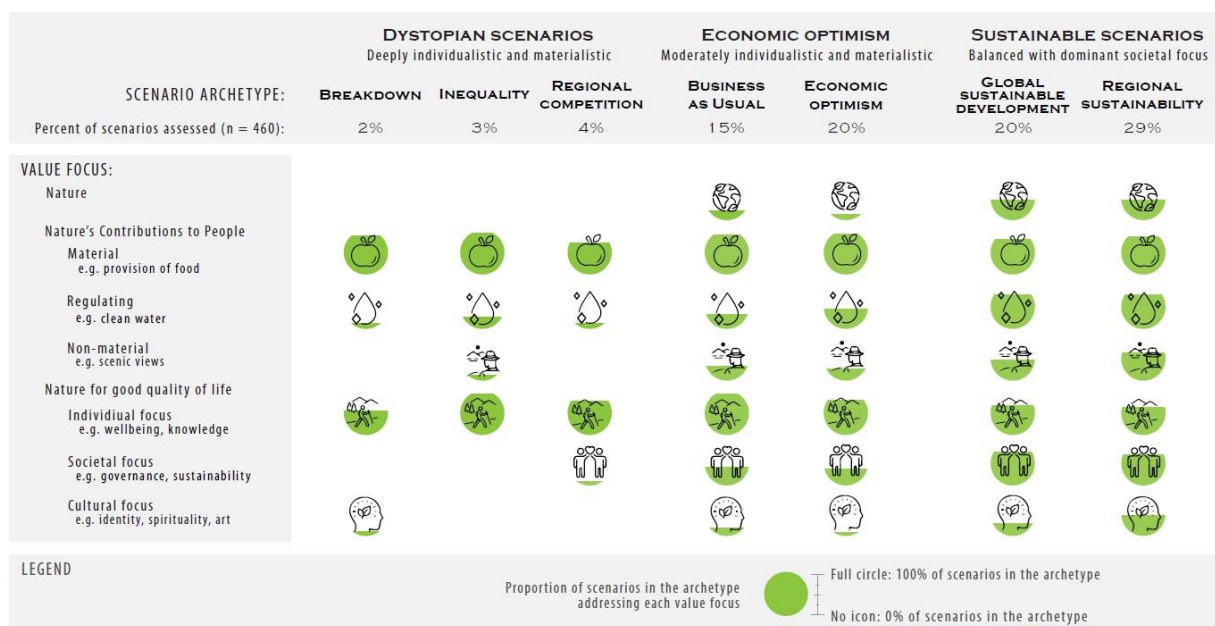 DYSTOPIAN SCENARIOS
Deeply individualistic and materialistic
ECONOMIC OPTIMISM
Moderately individualistic and materialistic
SUSTAINABLE SCENARIOS
Balanced with dominant societal focus
SCENARIO ARCHETYPE:
BREAKDOWN
INEQUALITY
REGIONAL
COMPETITION
BUSINESS
AS USUAL
ECONOMIC
OPTIMISM
GLOBAL
SUSTAINABLE
DEVELOPMENT
REGIONAL
SUSTAINABILITY
Percent of scenarios assessed (n = 460):
2%
3%
4%
15%
20%
20%
29%
VALUE FOCUS:
Nature
Nature's Contributions to People
Material
e.g. provision of food
Regulating
e.g. clean water
Non-material
e.g. scenic views
Nature for good quality of life
Individiual focus
e.g. wellbeing, knowledge
Societal focus
e.g. governance, sustainability
Cultural focus
e.g. identity, spirituality, art
LEGEND
Proportion of scenarios in the archetype
addressing each value focus
Full circle: 100% of scenarios in the archetype
No icon: 0% of scenarios in the archetype